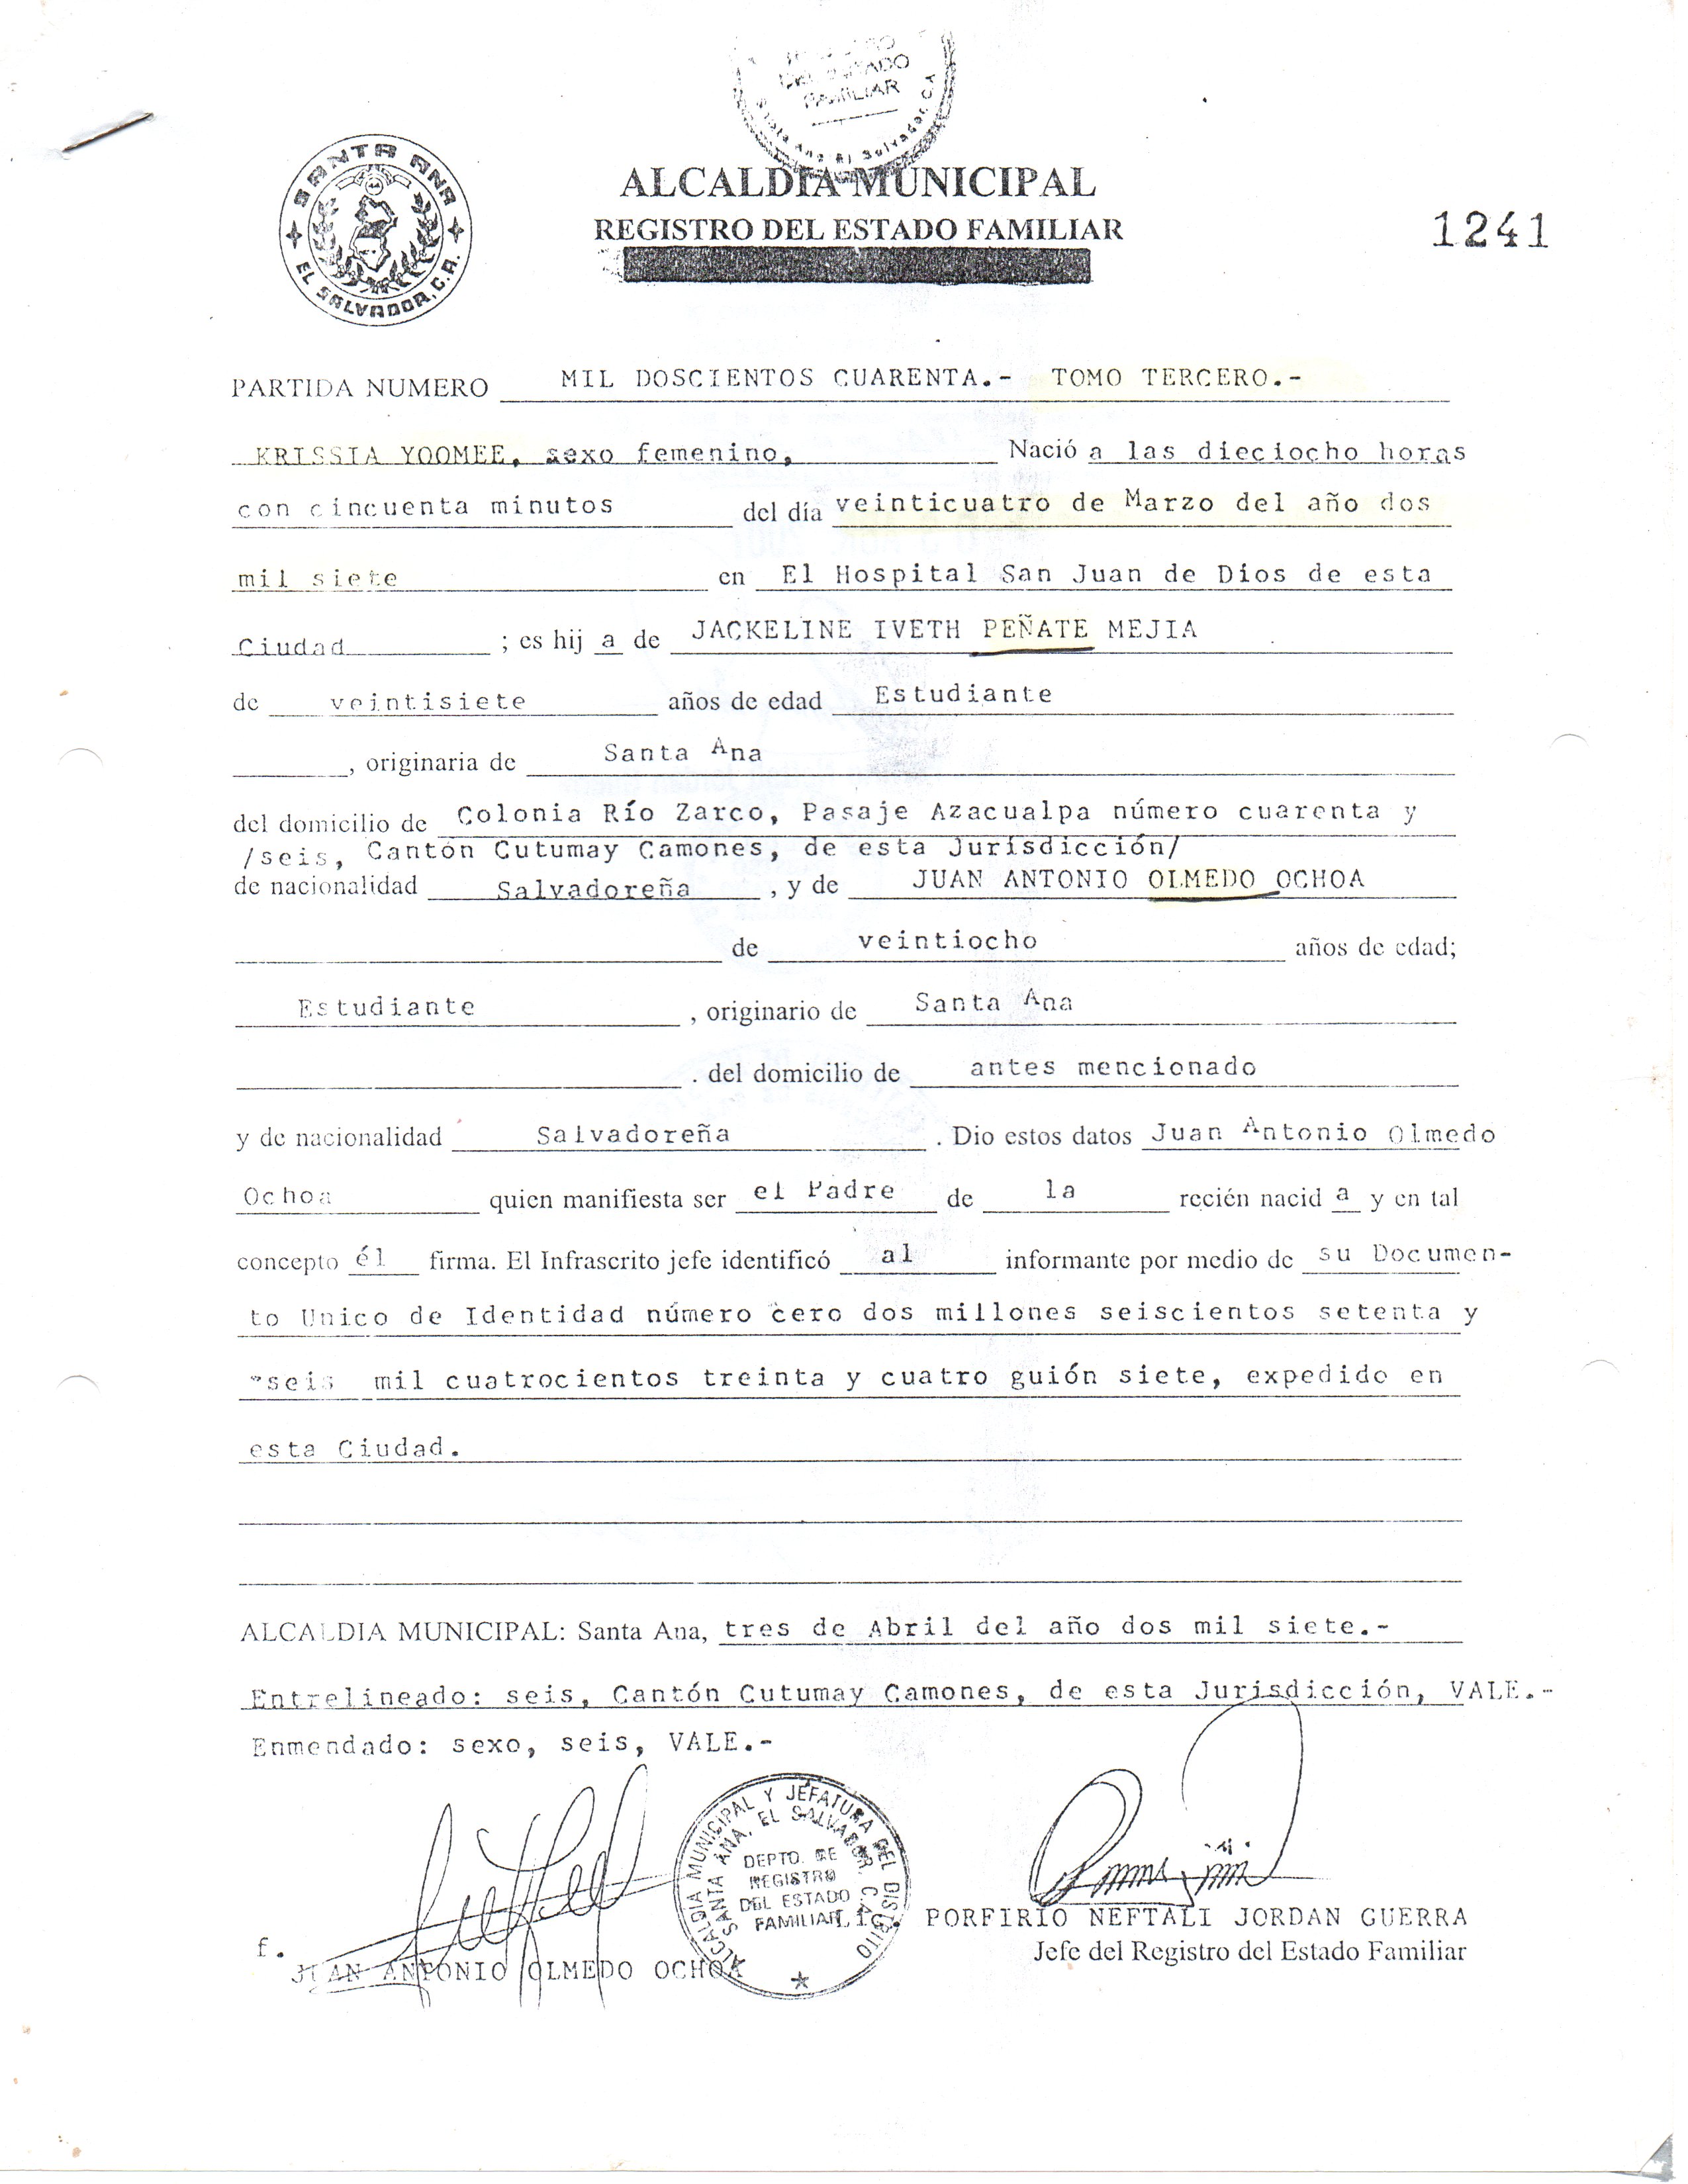 DEL ESTADO
FAMILIAR
Santa Ana El Salvador, C.A.
SANTA ANA
EL SALVADOR, C.A.
ALCALDIA MUNICIPAL
REGISTRO DEL ESTADO FAMILIAR
1241
PARTIDA NUMERO MIL DOSCIENTOS CUARENTA.- TOMO TERCERO.-
KRISSIA YOOMEE, sexo femenino, Nació a las dieciocho horas
con cincuenta minutos del día veinticuatro de Marzo del año dos
mil siete en El Hospital San Juan de Dios de esta
Ciudad ; es hij a de JACKELINE IVETH PEÑATE MEJIA
de veintisiete años de edad Estudiante
, originaria de Santa Ana
del domicilio de Colonia Río Zarco, Pasaje Azacualpa número cuarenta y
/seis, Cantón Cutumay Camones, de esta Jurisdicción/
de nacionalidad Salvadoreña , y de JUAN ANTONIO OLMEDO OCHOA
de veintiocho años de edad;
Estudiante , originario de Santa Ana
. del domicilio de antes mencionado
y de nacionalidad Salvadoreña . Dio estos datos Juan Antonio Olmedo
Ochoa quien manifiesta ser el Padre de la recién nacid a y en tal
concepto él firma. El Infrascrito jefe identificó al informante por medio de su Documen-
to Unico de Identidad número cero dos millones seiscientos setenta y
seis mil cuatrocientos treinta y cuatro guión siete, expedido en
esta Ciudad.
ALCALDIA MUNICIPAL: Santa Ana, tres de Abril del año dos mil siete.-
Entrelineado: seis, Cantón Cutumay Camones, de esta Jurisdicción, VALE.-
Enmendado: sexo, seis, VALE.-
ALCALDIA MUNICIPAL Y JEFATURA DEL DISTRITO
SANTA ANA, EL SALVADOR, C.A.
DEPTO. DE
REGISTRO
DEL ESTADO
FAMILIAR
PORFIRIO NEFTALI JORDAN GUERRA
Jefe del Registro del Estado Familiar
f.
JUAN ANTONIO OLMEDO OCHOA